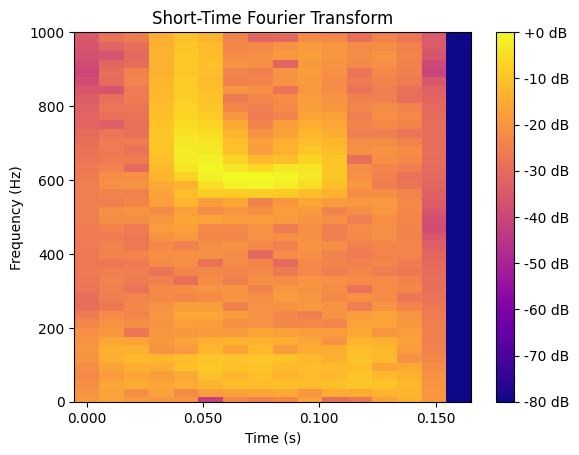 Short-Time Fourier Transform
1000
800
600
400
200
0
Frequency (Hz)
0.000
0.050
0.100
0.150
Time (s)
+0 dB
-10 dB
-20 dB
-30 dB
-40 dB
-50 dB
-60 dB
-70 dB
-80 dB